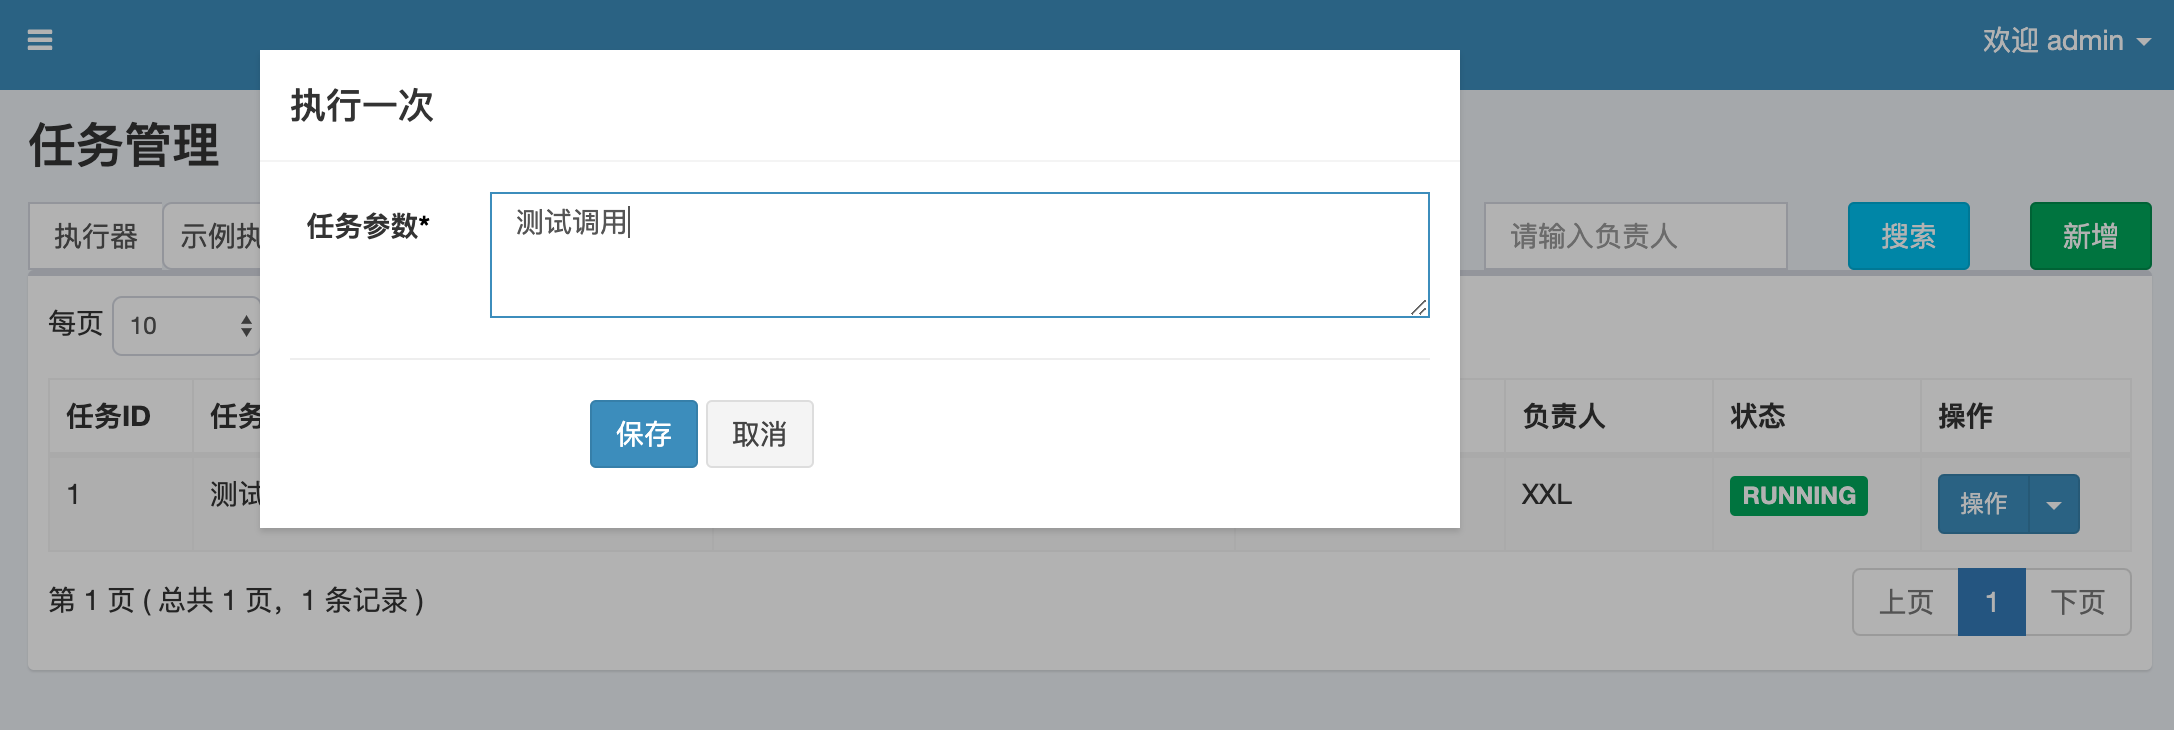 欢迎 admin
执行一次
任务管理
任务参数*
测试调用
执行器
示例执
请输入负责人
搜索
新增
每页 10
保存
取消
任务ID
任务
负责人
状态
操作
1
测试
XXL
RUNNING
操作
第 1 页 ( 总共 1 页，1 条记录 )
上页
1
下页